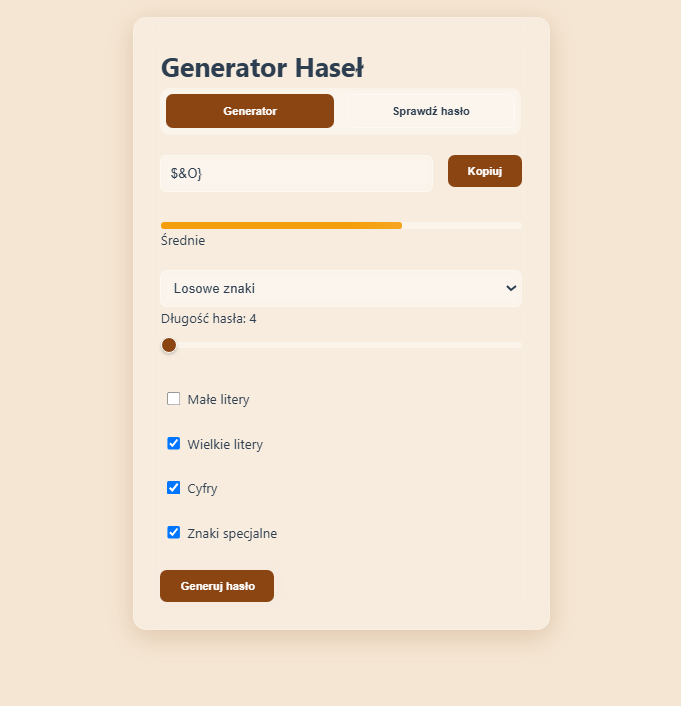 Generator Haseł
Generator Sprawdź hasło
$&O} Kopiuj
Średnie
Losowe znaki
Długość hasła: 4
Małe litery
Wielkie litery
Cyfry
Znaki specjalne
Generuj hasło